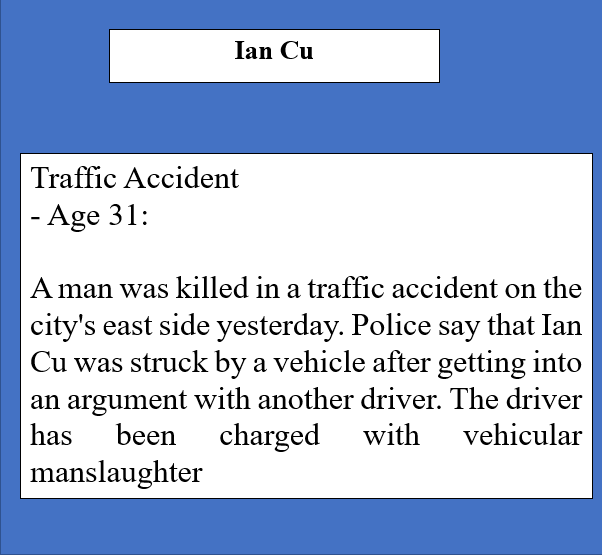 Ian Cu
Traffic Accident
- Age 31:
A man was killed in a traffic accident on the
city's east side yesterday. Police say that Ian
Cu was struck by a vehicle after getting into
an argument with another driver. The driver
has been charged with vehicular
manslaughter